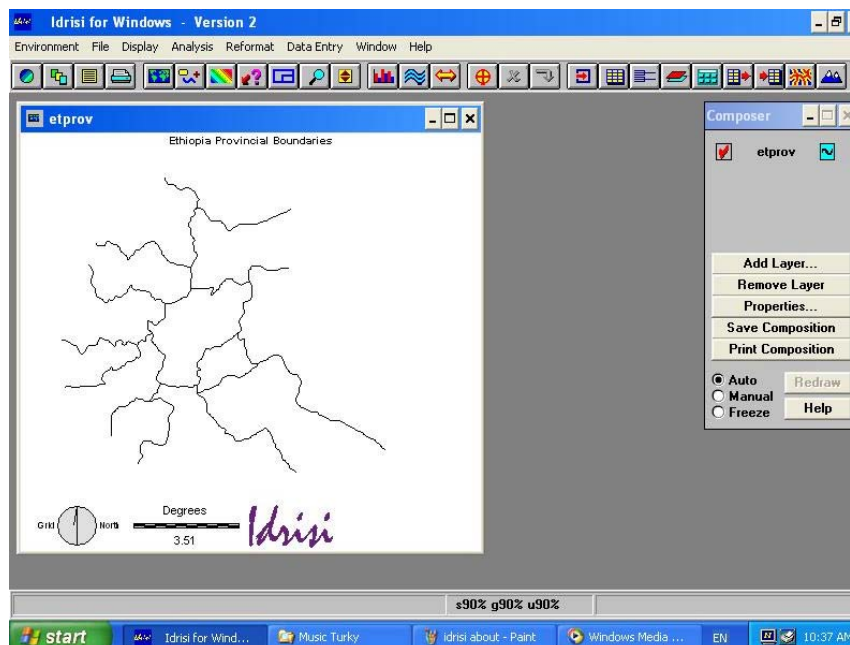 Idrisi for Windows - Version 2
Environment File Display Analysis Reformat Data Entry Window Help
etprov
Ethiopia Provincial Boundaries
Grid North
Degrees
3.51
Idrisi
Composer
etprov
Add Layer...
Remove Layer
Properties...
Save Composition
Print Composition
Auto
Redraw
Manual
Freeze
Help
s90% g90% u90%
start
Idrisi for Wind...
Music Turky
idrisi about - Paint
Windows Media ...
EN
10:37 AM